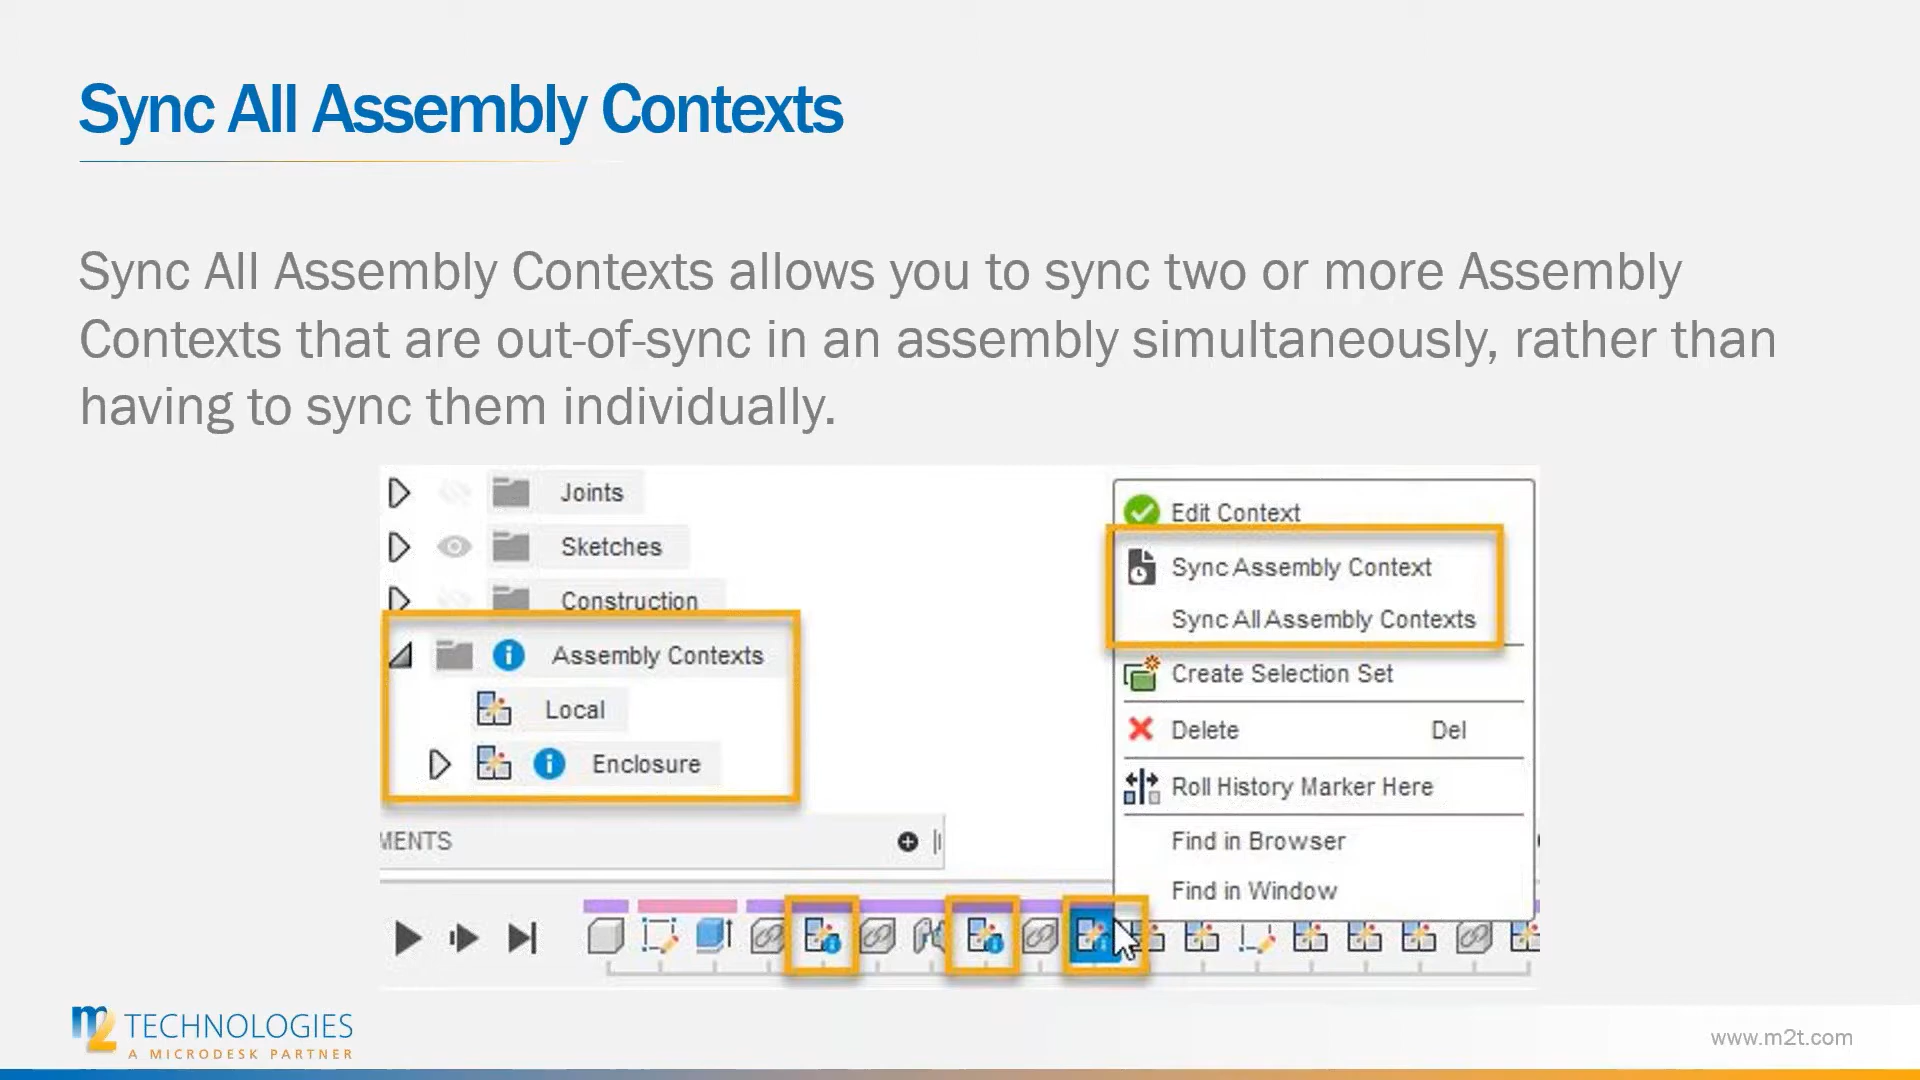 Sync All Assembly Contexts
Sync All Assembly Contexts allows you to sync two or more Assembly
Contexts that are out-of-sync in an assembly simultaneously, rather than
having to sync them individually.
Joints
Sketches
Construction
Assembly Contexts
Local
Enclosure
MENTS
Edit Context
Sync Assembly Context
Sync All Assembly Contexts
Create Selection Set
Delete Del
Roll History Marker Here
Find in Browser
Find in Window
m2 TECHNOLOGIES
A MICRODESK PARTNER
www.m2t.com